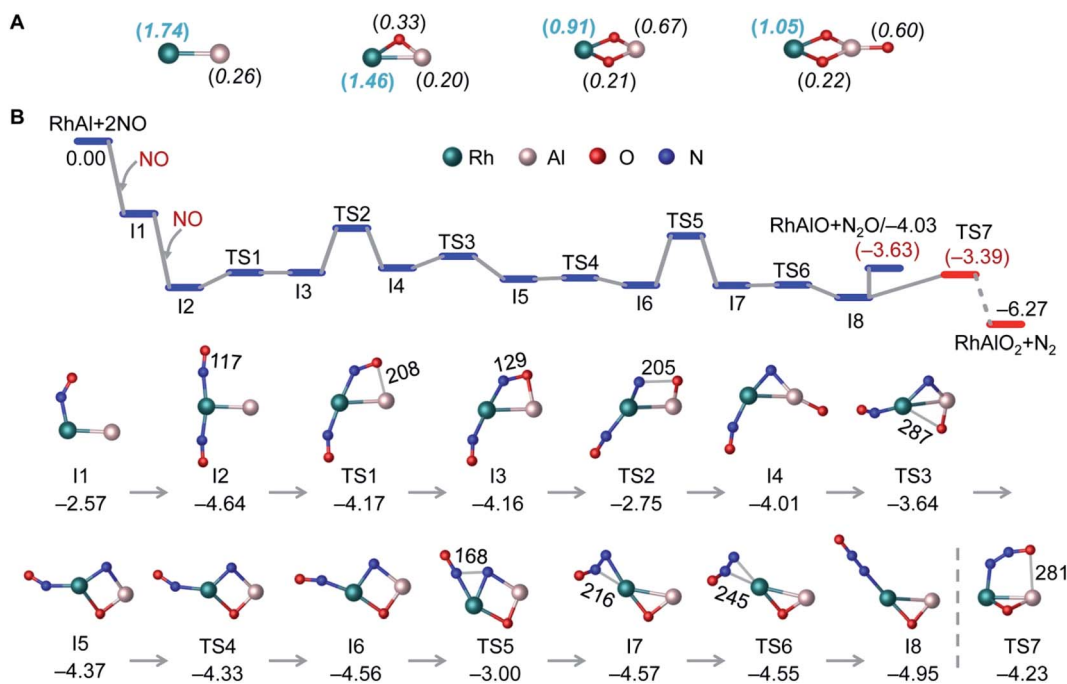 A
(1.74)
(0.26)
(0.33)
(1.46)
(0.20)
(0.91)
(0.67)
(0.21)
(1.05)
(0.60)
(0.22)
B
RhAl+2NO
0.00
NO
I1
NO
I2
TS1
I3
TS2
I4
TS3
I5
TS4
I6
TS5
I7
TS6
I8
RhAlO+N₂O/–4.03
(–3.63)
TS7
(–3.39)
–6.27
RhAlO₂+N₂
Rh Al O N
117
208
129
205
287
I1 I2 TS1 I3 TS2 I4 TS3
–2.57 –4.64 –4.17 –4.16 –2.75 –4.01 –3.64
168
216
245
281
I5 TS4 I6 TS5 I7 TS6 I8 TS7
–4.37 –4.33 –4.56 –3.00 –4.57 –4.55 –4.95 –4.23